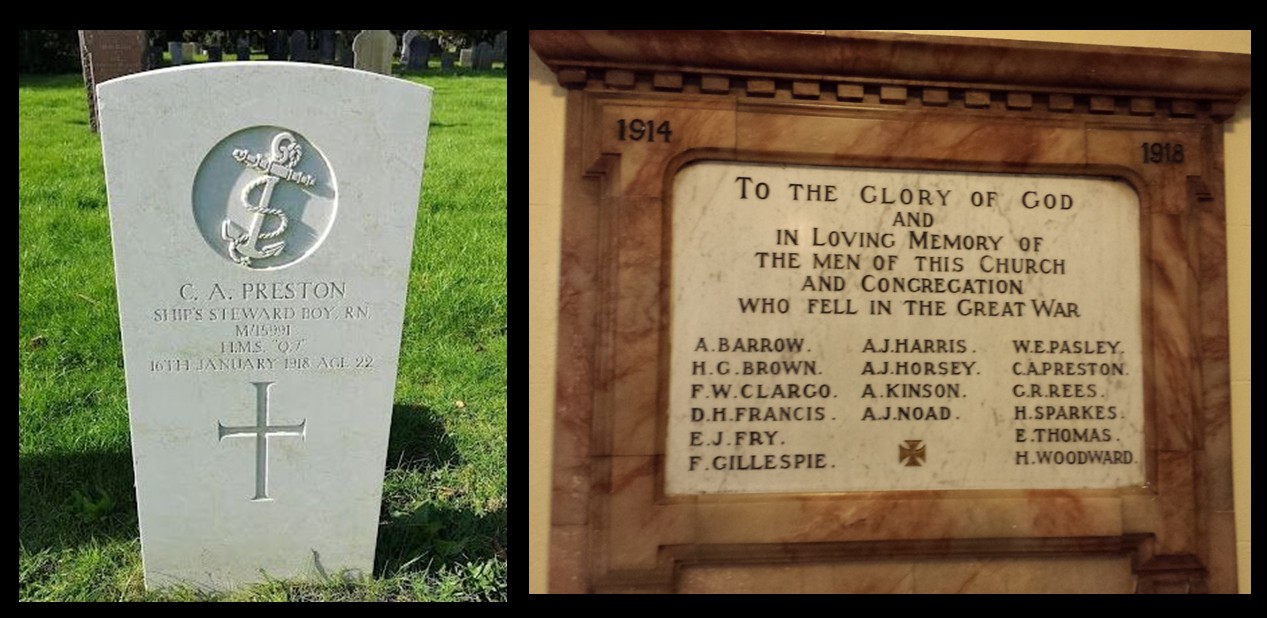 C. A. PRESTON
SHIP'S STEWARD BOY, RN.
M/15991
H.M.S. "Q.7"
16TH JANUARY 1918 AGE 22
1914
1918
TO THE GLORY OF GOD
AND
IN LOVING MEMORY OF
THE MEN OF THIS CHURCH
AND CONGREGATION
WHO FELL IN THE GREAT WAR
A. BARROW.
H. G. BROWN.
F. W. CLARGO.
D. H. FRANCIS.
E. J. FRY.
F. GILLESPIE.
A. J. HARRIS.
A. J. HORSEY.
A. KINSON.
A. J. NOAD.
W. E. PASLEY.
C. A. PRESTON.
G. R. REES.
H. SPARKES.
E. THOMAS.
H. WOODWARD.